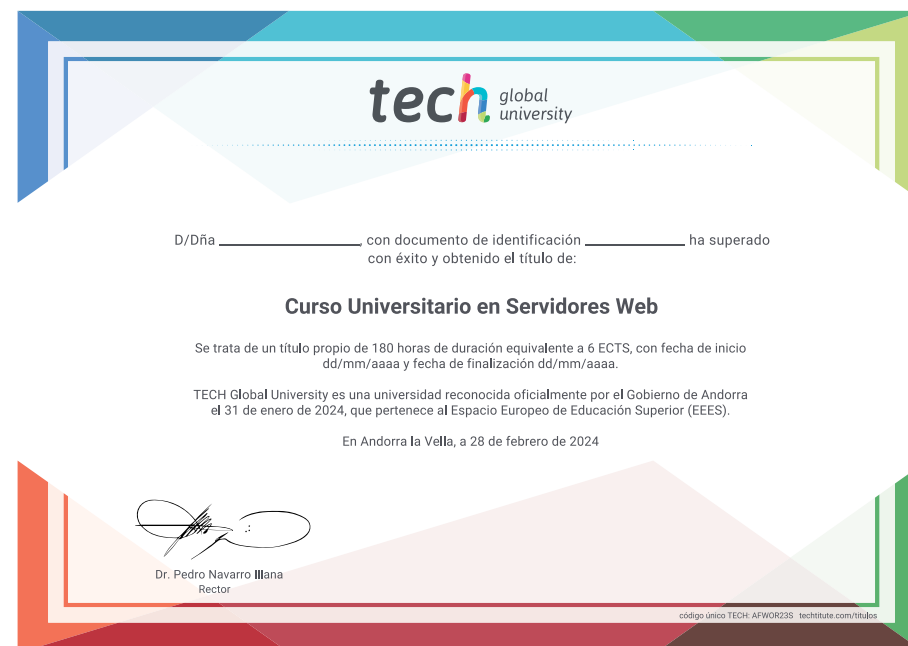 tech global
university
D/Dña ____________________, con documento de identificación ______________ ha superado
con éxito y obtenido el título de:
Curso Universitario en Servidores Web
Se trata de un título propio de 180 horas de duración equivalente a 6 ECTS, con fecha de inicio
dd/mm/aaaa y fecha de finalización dd/mm/aaaa.
TECH Global University es una universidad reconocida oficialmente por el Gobierno de Andorra
el 31 de enero de 2024, que pertenece al Espacio Europeo de Educación Superior (EEES).
En Andorra la Vella, a 28 de febrero de 2024
Dr. Pedro Navarro Illana
Rector
código único TECH: AFWOR23S techtitute.com/titulos